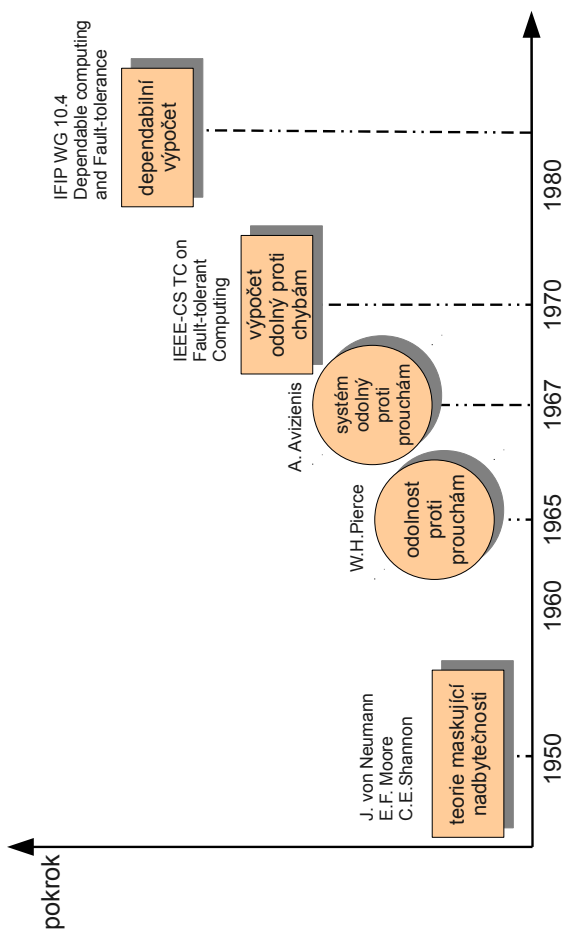 pokrok
IFIP WG 10.4
Dependable computing
and Fault-tolerance
dependabilní
výpočet
IEEE-CS TC on
Fault-tolerant
Computing
výpočet
odolný proti
chybám
A. Avizienis
systém
odolný
proti
prouchám
W.H.Pierce
odolnost
proti
prouchám
J. von Neumann
E.F. Moore
C.E.Shannon
teorie maskující
nadbytečnosti
1950
1960
1965
1967
1970
1980